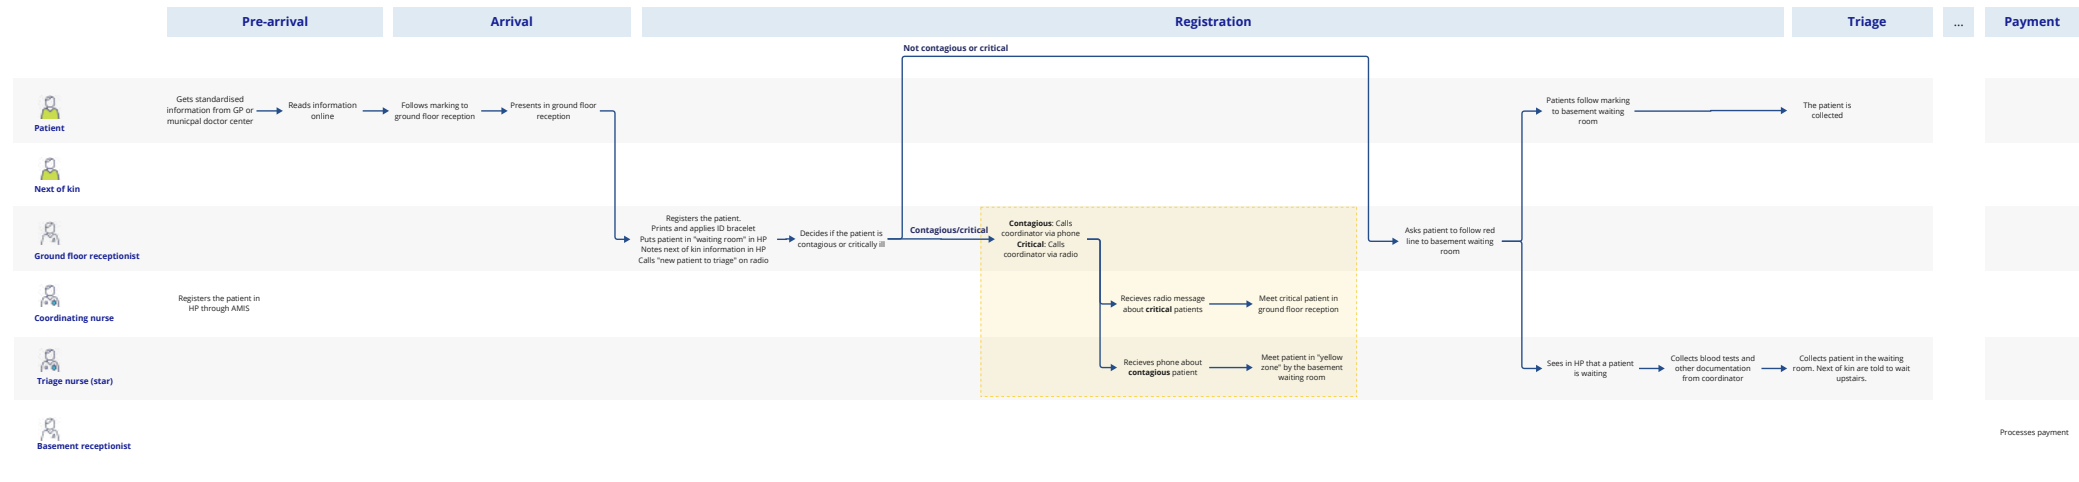 Pre-arrival
Arrival
Registration
Triage
...
Payment
Not contagious or critical
Patient
Gets standardised
information from GP or
municpal doctor center
Reads information
online
Follows marking to
ground floor reception
Presents in ground floor
reception
Patients follow marking
to basement waiting
room
The patient is
collected
Next of kin
Ground floor receptionist
Registers the patient.
Prints and applies ID bracelet
Puts patient in "waiting room" in HP
Notes next of kin information in HP
Calls "new patient to triage" on radio
Decides if the patient is
contagious or critically ill
Contagious/critical
Contagious: Calls
coordinator via phone
Critical: Calls
coordinator via radio
Asks patient to follow red
line to basement waiting
room
Coordinating nurse
Registers the patient in
HP through AMIS
Recieves radio message
about critical patients
Meet critical patient in
ground floor reception
Triage nurse (star)
Recieves phone about
contagious patient
Meet patient in "yellow
zone" by the basement
waiting room
Sees in HP that a patient
is waiting
Collects blood tests and
other documentation
from coordinator
Collects patient in the waiting
room. Next of kin are told to wait
upstairs.
Basement receptionist
Processes payment